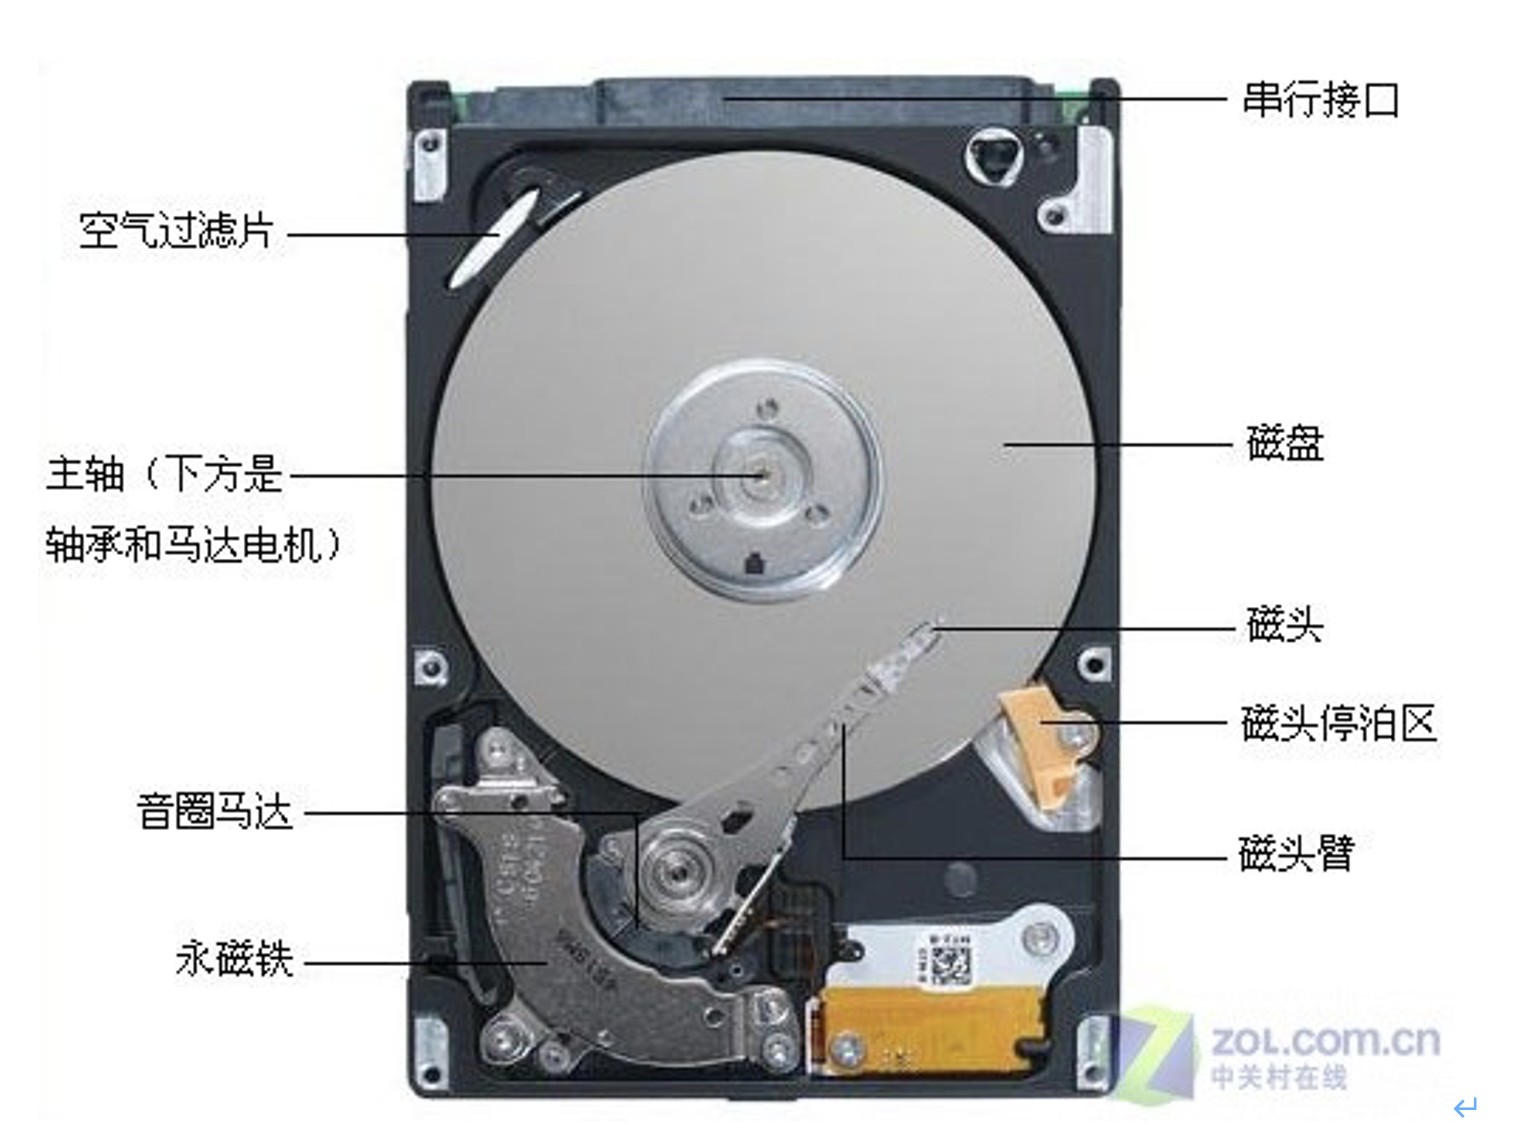 串行接口
空气过滤片
磁盘
主轴（下方是
轴承和马达电机）
磁头
磁头停泊区
音圈马达
磁头臂
永磁铁
ZOL.com.cn
中关村在线